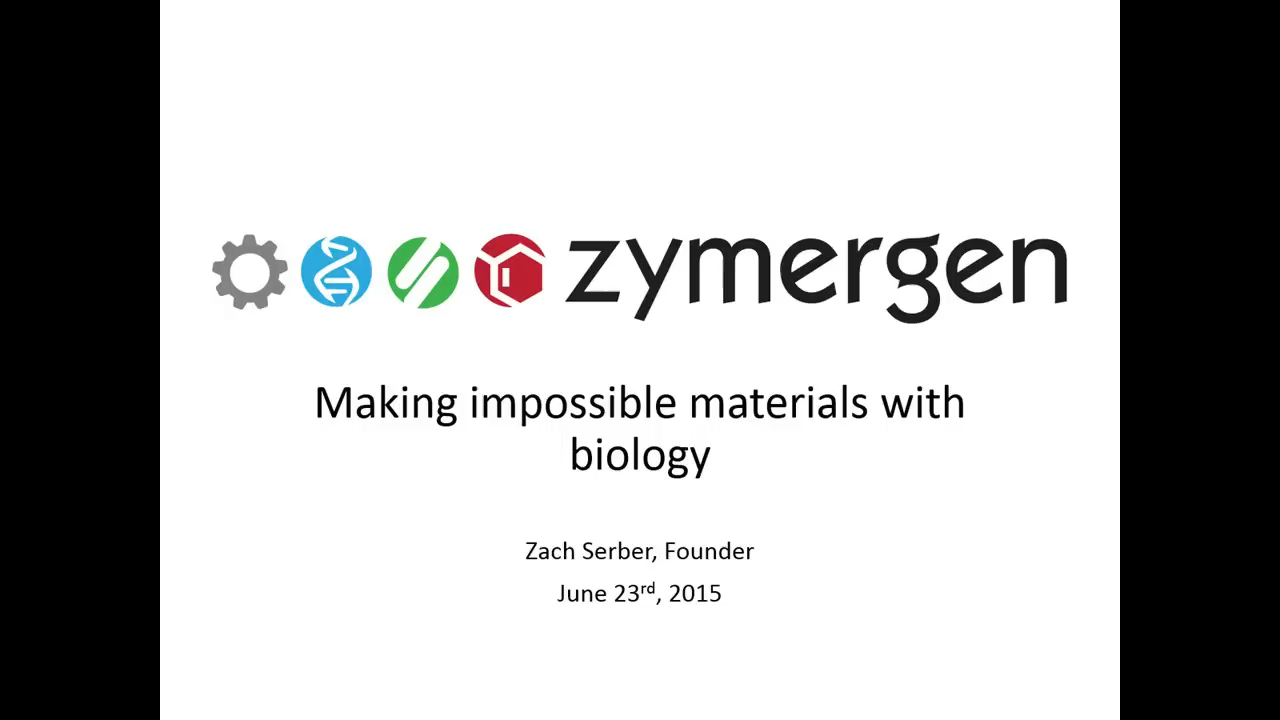 zymergen
Making impossible materials with
biology
Zach Serber, Founder
June 23rd, 2015